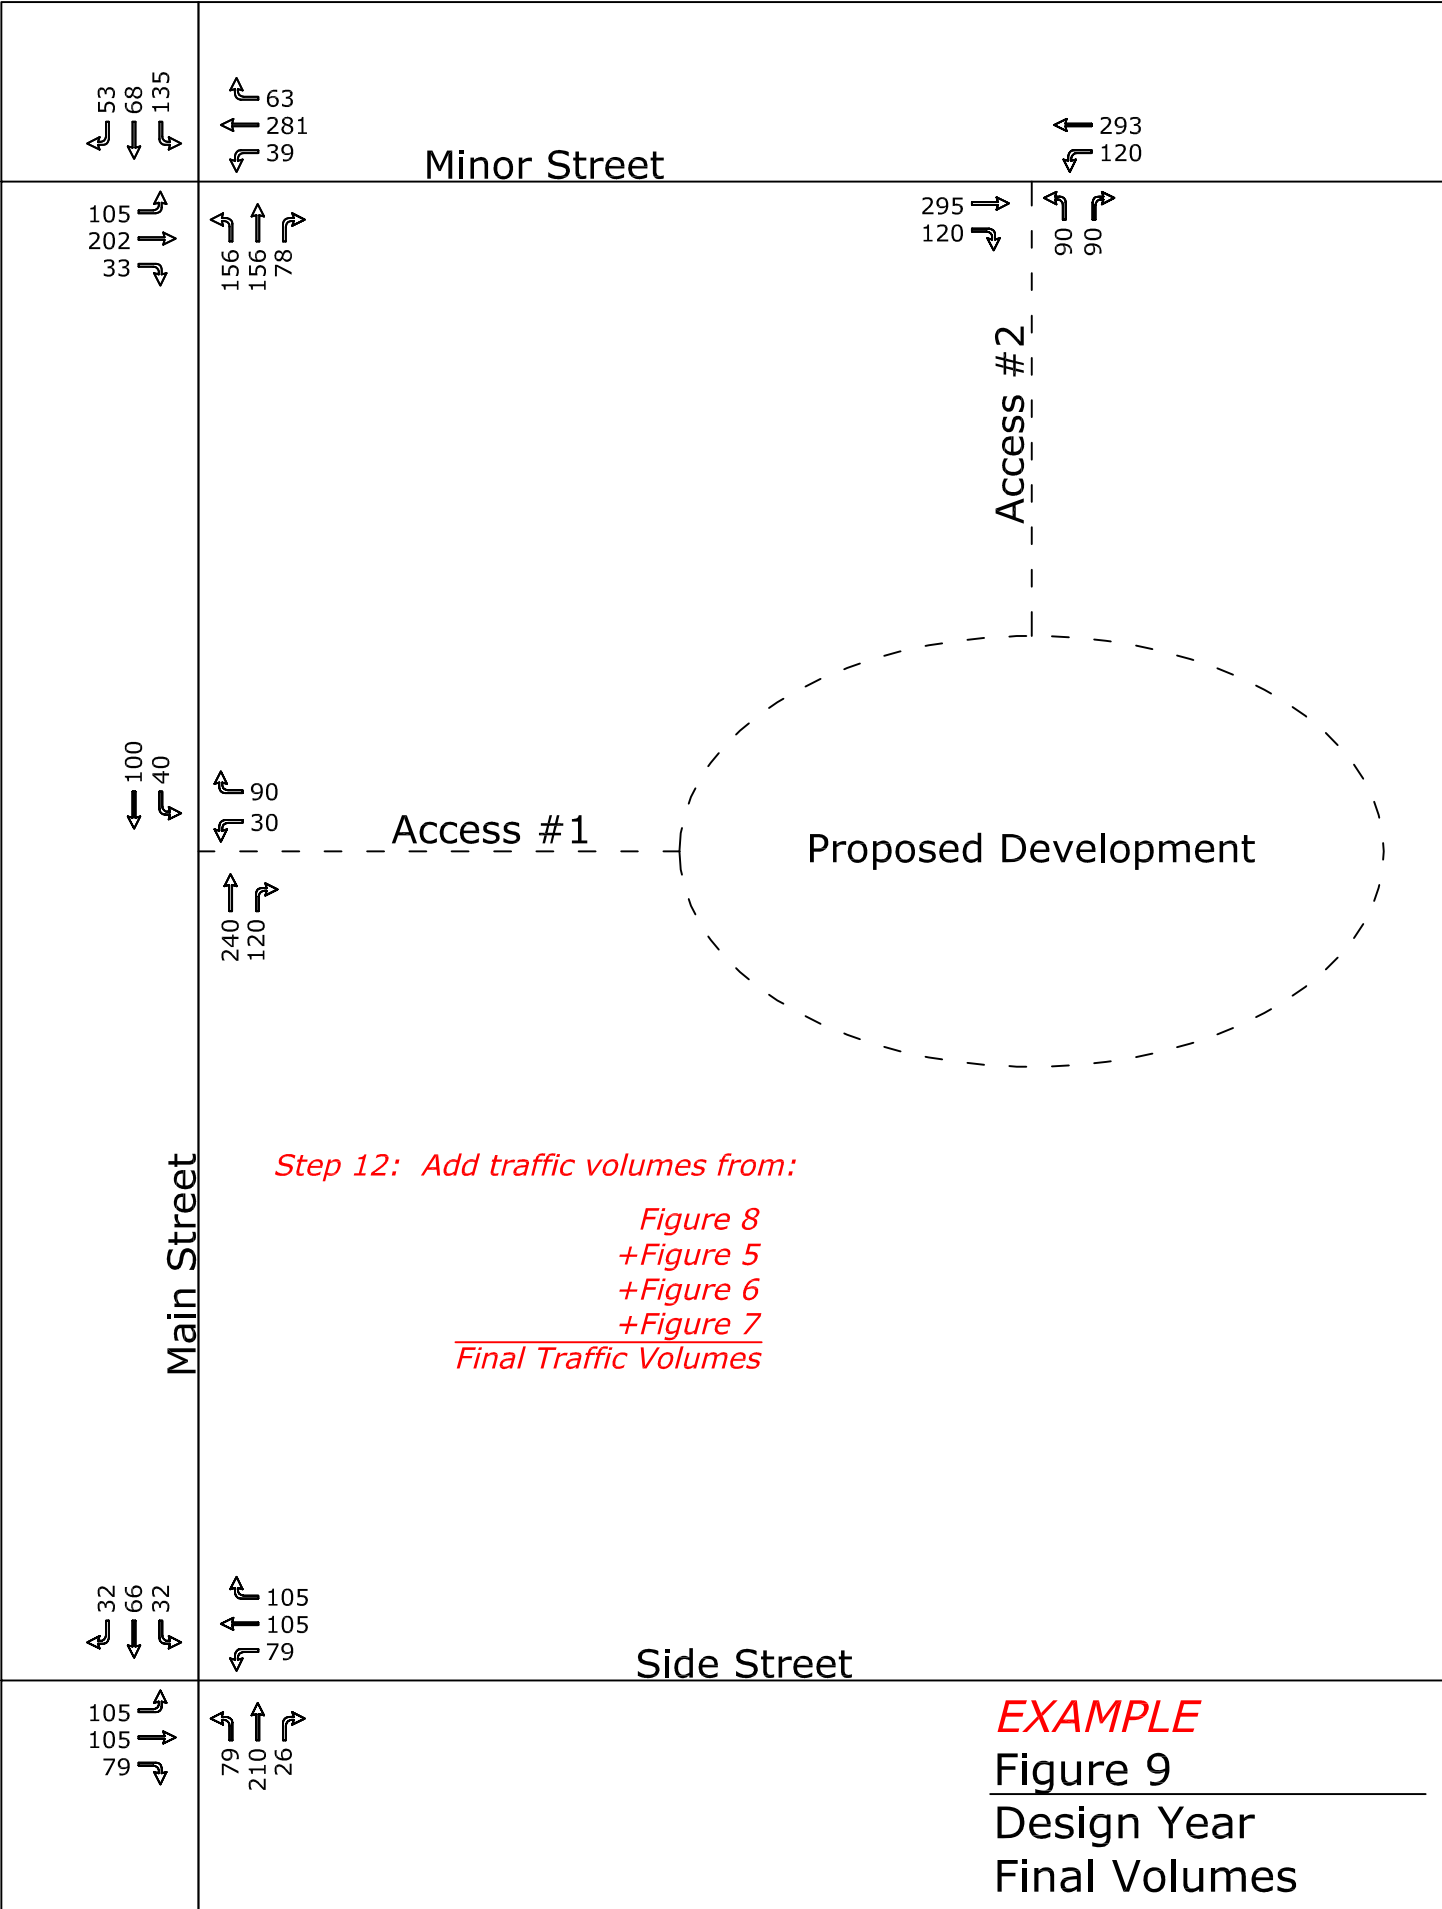 53
68
135
63
281
39
Minor Street
293
120
105
202
33
156
156
78
295
120
90
90
Access #2
100
40
90
30
Access #1
Proposed Development
240
120
Step 12: Add traffic volumes from:
Figure 8
+Figure 5
+Figure 6
+Figure 7
Final Traffic Volumes
Main Street
32
66
32
105
105
79
Side Street
105
105
79
79
210
26
EXAMPLE
Figure 9
Design Year
Final Volumes